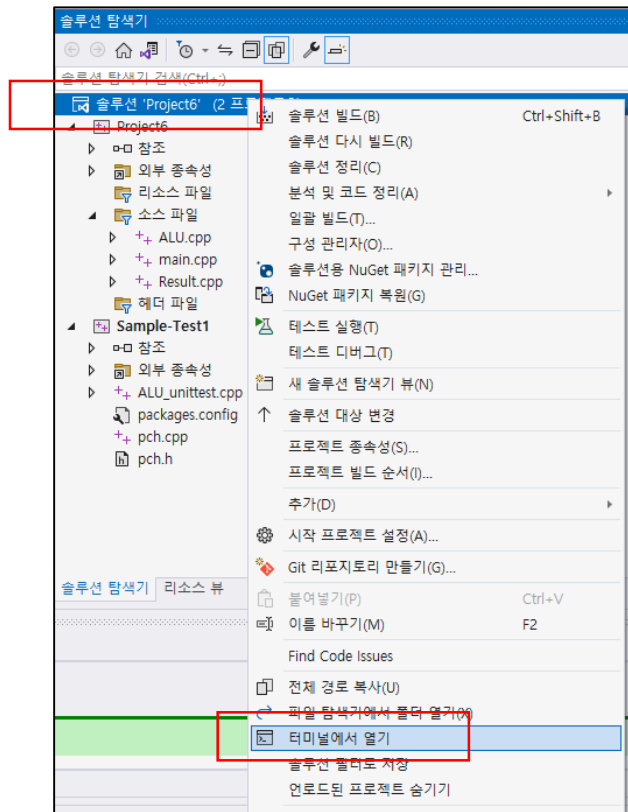 솔루션 탐색기
솔루션 탐색기 검색(Ctrl+;)
솔루션 'Project6' (2 프로젝트의)
Project6
참조
외부 종속성
리소스 파일
소스 파일
ALU.cpp
main.cpp
Result.cpp
헤더 파일
Sample-Test1
참조
외부 종속성
ALU_unittest.cpp
packages.config
pch.cpp
pch.h
솔루션 탐색기 리소스 뷰
솔루션 빌드(B) Ctrl+Shift+B
솔루션 다시 빌드(R)
솔루션 정리(C)
분석 및 코드 정리(A)
일괄 빌드(T)...
구성 관리자(O)...
솔루션용 NuGet 패키지 관리...
NuGet 패키지 복원(G)
테스트 실행(T)
테스트 디버그(T)
새 솔루션 탐색기 뷰(N)
솔루션 대상 변경
프로젝트 종속성(S)...
프로젝트 빌드 순서(I)...
추가(D)
시작 프로젝트 설정(A)...
Git 리포지토리 만들기(G)...
붙여넣기(P) Ctrl+V
이름 바꾸기(M) F2
Find Code Issues
전체 경로 복사(U)
파일 탐색기에서 폴더 열기(X)
터미널에서 열기
솔루션 필터로 저장
언로드된 프로젝트 숨기기